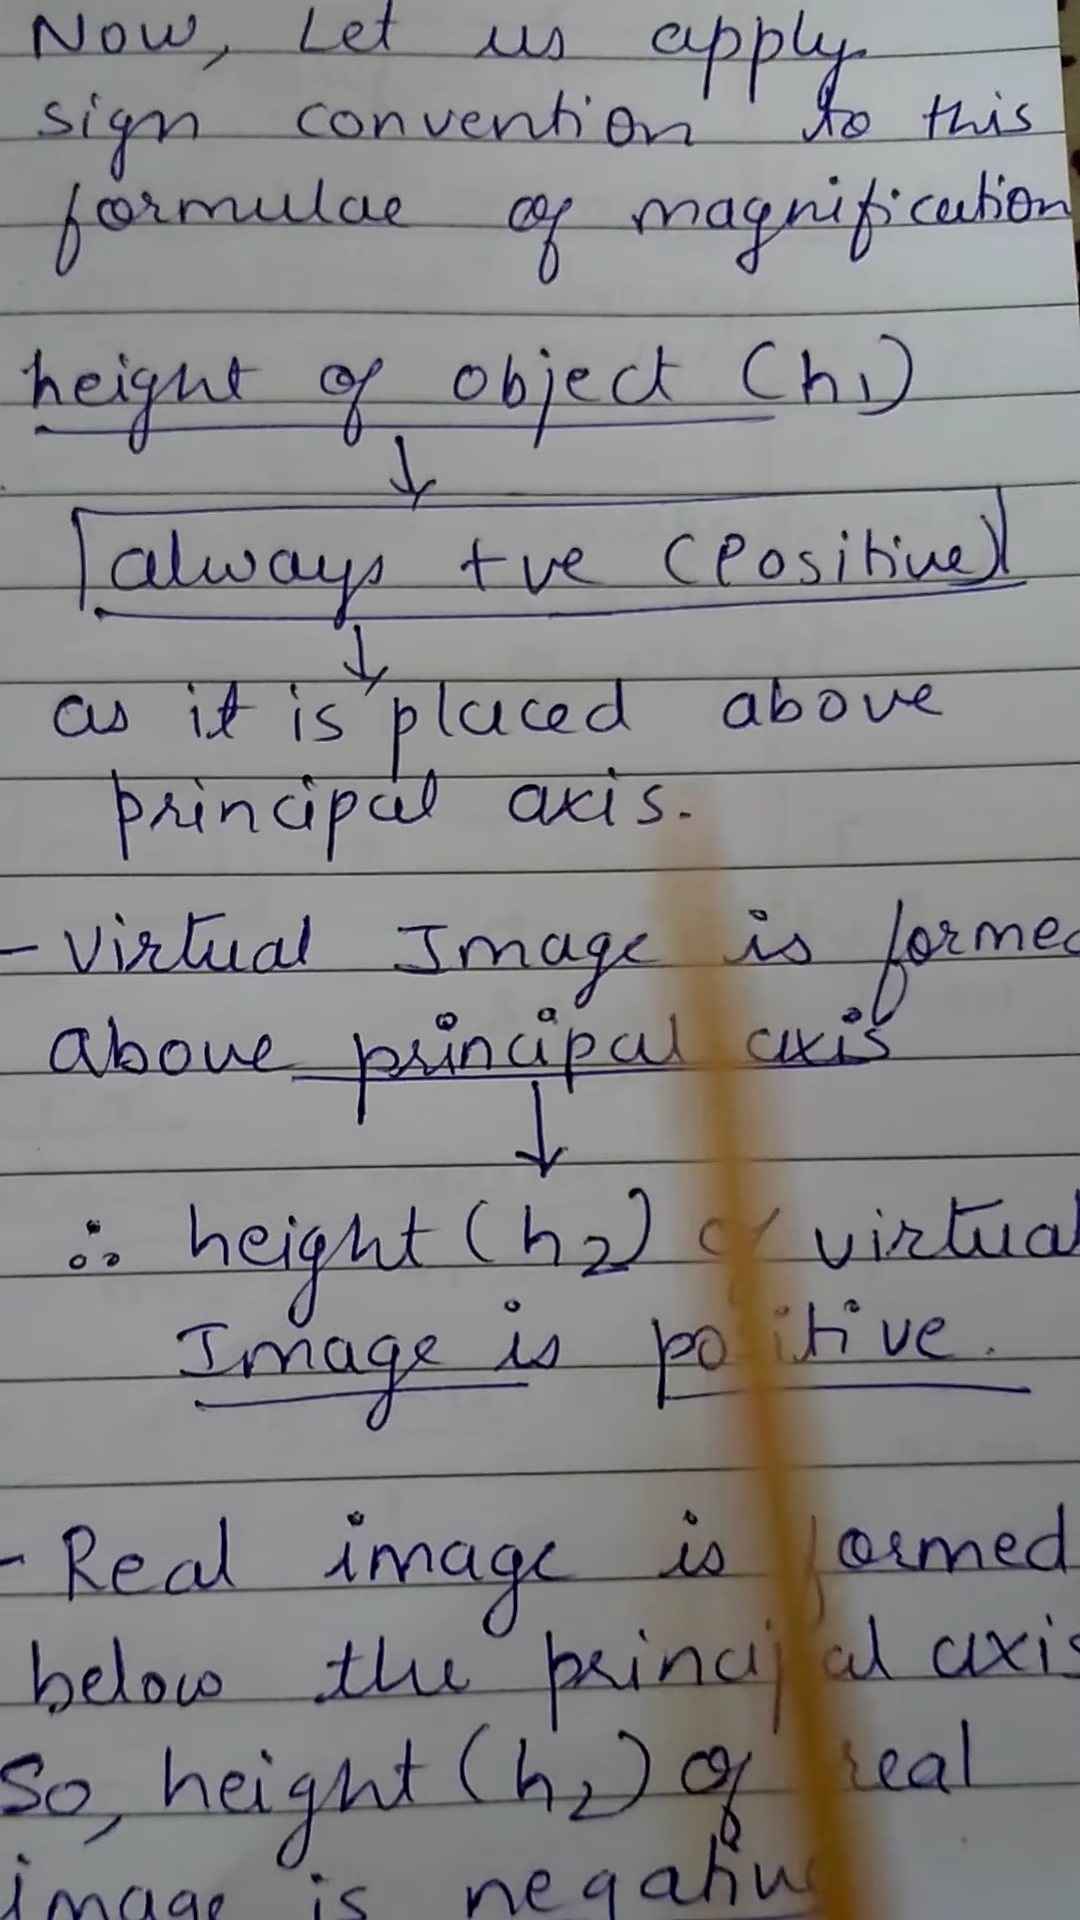 Now, Let us apply
sign convention to this
formulae of magnification
height of object (h1)
↓
always +ve (Positive)
↓
as it is placed above
principal axis.
- Virtual Image is formed
above principal axis
↓
∴ height (h2) of virtual
Image is positive.
- Real image is formed
below the principal axis
So, height (h2) of real
image is negative